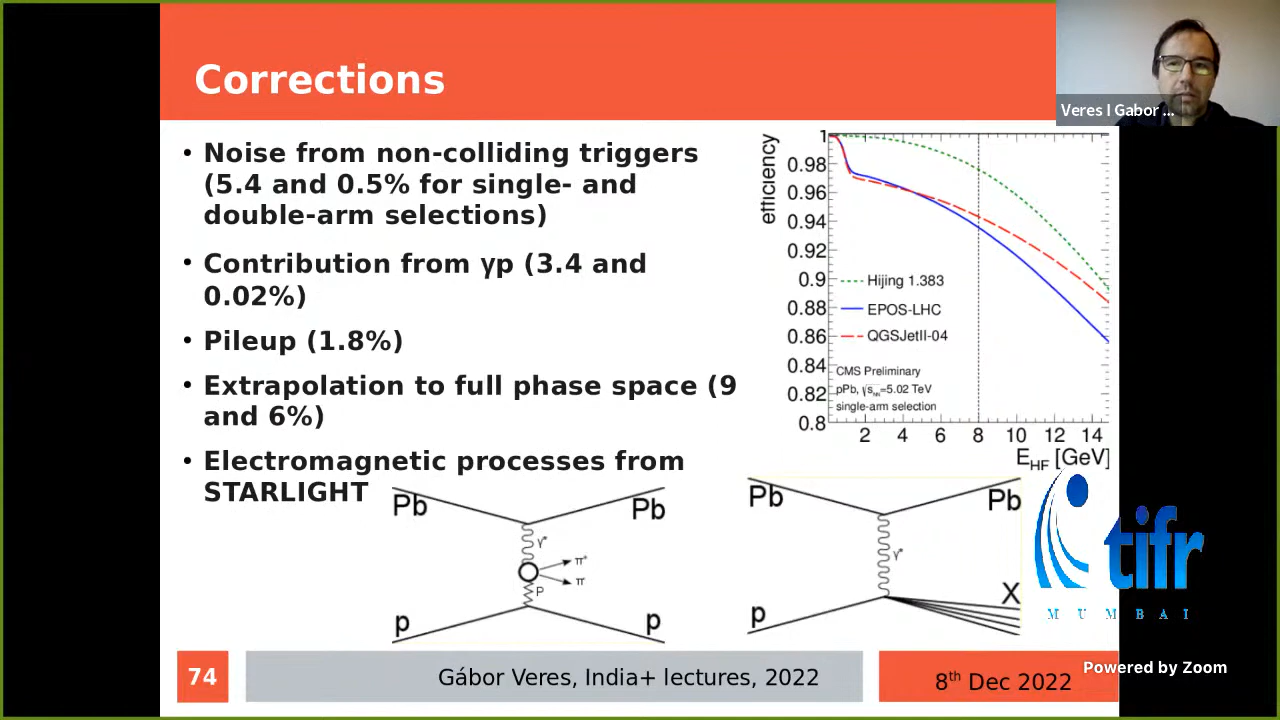 Corrections
Veres I Gabor ...
• Noise from non-colliding triggers
(5.4 and 0.5% for single- and
double-arm selections)
• Contribution from γp (3.4 and
0.02%)
• Pileup (1.8%)
• Extrapolation to full phase space (9
and 6%)
• Electromagnetic processes from
STARLIGHT
efficiency
1
0.98
0.96
0.94
0.92
0.9
0.88
0.86
0.84
0.82
0.8
Hijing 1.383
EPOS-LHC
QGSJetII-04
CMS Preliminary
pPb, √sNN=5.02 TeV
single-arm selection
2 4 6 8 10 12 14
EHF [GeV]
Pb Pb
γ*
π+
π
P
p p
Pb Pb
γ*
X
p
tifr
MUMBAI
74
Gábor Veres, India+ lectures, 2022
8th Dec 2022
Powered by Zoom